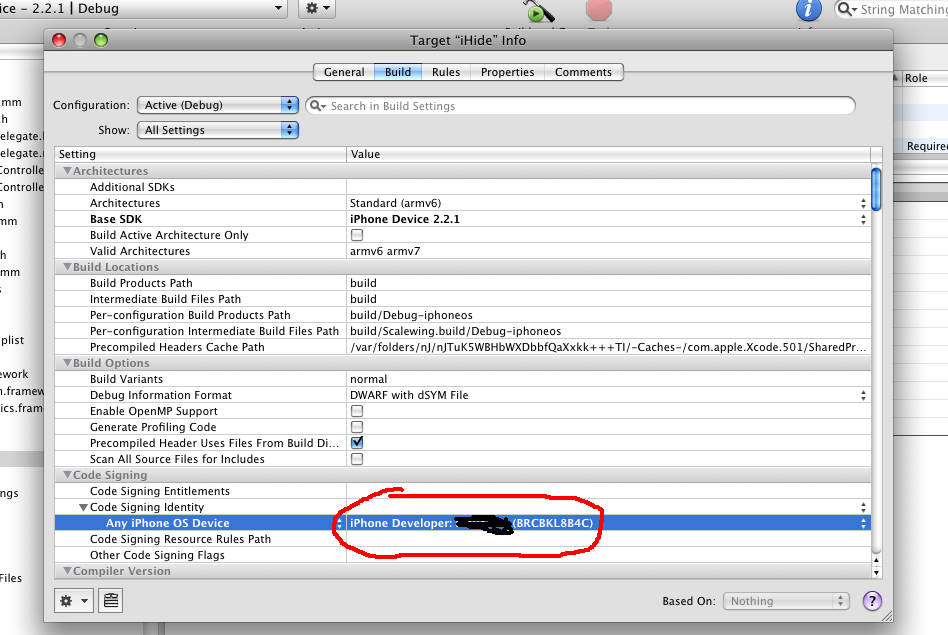 ice - 2.2.1 | Debug
String Matching
Target “iHide” Info
General Build Rules Properties Comments
Role
Configuration: Active (Debug) Search in Build Settings
Show: All Settings
Setting Value
Architectures
Additional SDKs
Architectures Standard (armv6)
Base SDK iPhone Device 2.2.1
Build Active Architecture Only
Valid Architectures armv6 armv7
Build Locations
Build Products Path build
Intermediate Build Files Path build
Per-configuration Build Products Path build/Debug-iphoneos
Per-configuration Intermediate Build Files Path build/Scalewing.build/Debug-iphoneos
Precompiled Headers Cache Path /var/folders/nJ/nJTuK5WBHbWXDbbfQaXxkk+++TI/-Caches-/com.apple.Xcode.501/SharedPr...
Build Options
Build Variants normal
Debug Information Format DWARF with dSYM File
Enable OpenMP Support
Generate Profiling Code
Precompiled Header Uses Files From Build Di...
Scan All Source Files for Includes
Code Signing
Code Signing Entitlements
Code Signing Identity
Any iPhone OS Device iPhone Developer: (BRCBKL8B4C)
Code Signing Resource Rules Path
Other Code Signing Flags
Compiler Version
Based On: Nothing ?
.mm
.h
elegate.
elegate.
Controlle
Controlle
mm
h
mm
plist
ework
n.framew
ics.fram
ngs
Files
Require